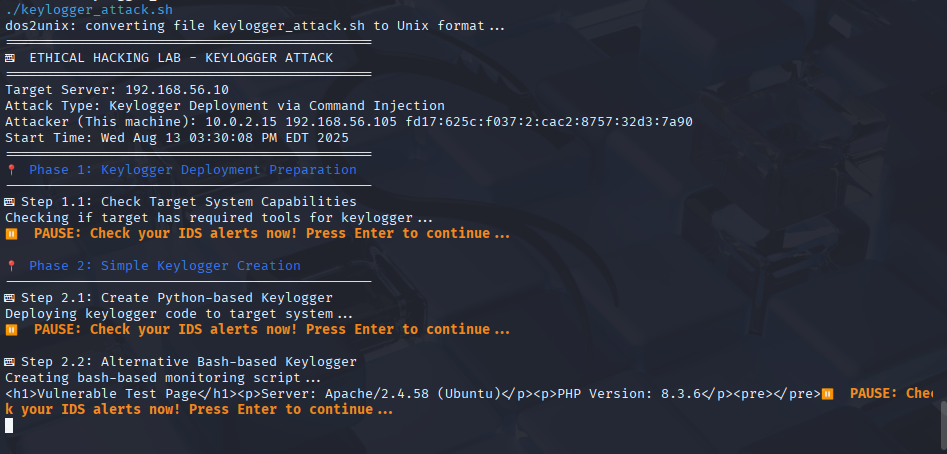 ./keylogger_attack.sh
dos2unix: converting file keylogger_attack.sh to Unix format...
ETHICAL HACKING LAB - KEYLOGGER ATTACK
Target Server: 192.168.56.10
Attack Type: Keylogger Deployment via Command Injection
Attacker (This machine): 10.0.2.15 192.168.56.105 fd17:625c:f037:2:cac2:8757:32d3:7a90
Start Time: Wed Aug 13 03:30:08 PM EDT 2025
Phase 1: Keylogger Deployment Preparation
Step 1.1: Check Target System Capabilities
Checking if target has required tools for keylogger...
PAUSE: Check your IDS alerts now! Press Enter to continue...
Phase 2: Simple Keylogger Creation
Step 2.1: Create Python-based Keylogger
Deploying keylogger code to target system...
PAUSE: Check your IDS alerts now! Press Enter to continue...
Step 2.2: Alternative Bash-based Keylogger
Creating bash-based monitoring script...
<h1>Vulnerable Test Page</h1><p>Server: Apache/2.4.58 (Ubuntu)</p><p>PHP Version: 8.3.6</p><pre></pre>⏸ PAUSE: Chec
k your IDS alerts now! Press Enter to continue...